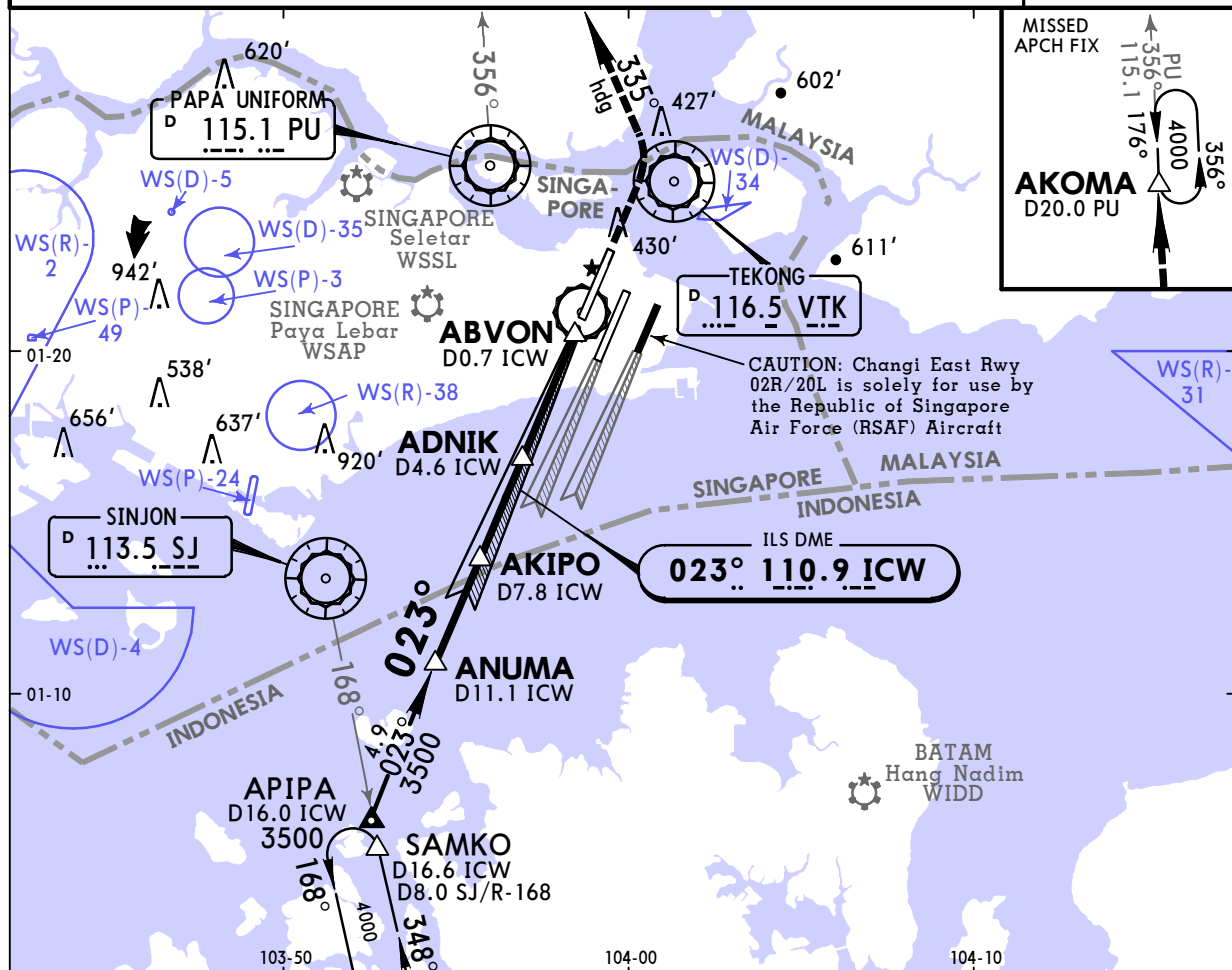 620'
PAPA UNIFORM
D 115.1 PU
356°
335°
hdg
427'
602'
MALAYSIA
WS(D)-
34
SINGA-
PORE
WS(D)-5
WS(R)-
2
942'
WS(D)-35
WS(P)-3
WS(P)-
49
SINGAPORE
Seletar
WSSL
SINGAPORE
Paya Lebar
WSAP
430'
611'
TEKONG
D 116.5 VTK
MISSED
APCH FIX
PU
356°
115.1
176°
4000
356°
AKOMA
D20.0 PU
01-20
ABVON
D0.7 ICW
CAUTION: Changi East Rwy
02R/20L is solely for use by
the Republic of Singapore
Air Force (RSAF) Aircraft
WS(R)-
31
538'
WS(R)-38
656'
637'
920'
ADNIK
D4.6 ICW
WS(P)-24
SINGAPORE
MALAYSIA
INDONESIA
SINJON
D 113.5 SJ
ILS DME
023° 110.9 ICW
AKIPO
D7.8 ICW
023°
WS(D)-4
ANUMA
D11.1 ICW
168°
01-10
INDONESIA
4.9
023°
3500
BATAM
Hang Nadim
WIDD
APIPA
D16.0 ICW
3500
SAMKO
D16.6 ICW
D8.0 SJ/R-168
168°
4000
348°
103-50
104-00
104-10